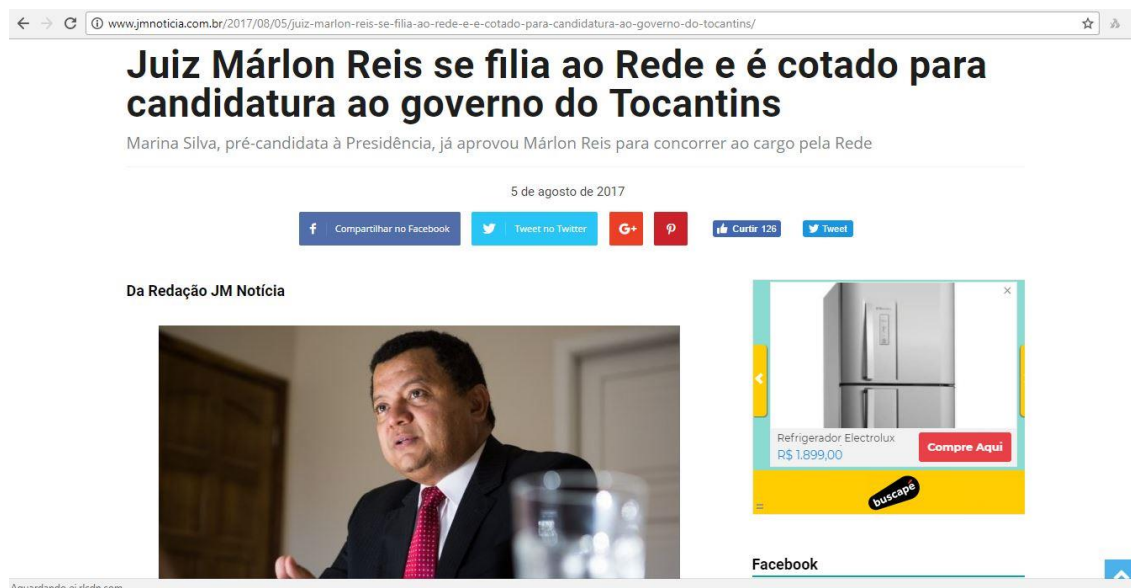 www.jmnoticia.com.br/2017/08/05/juiz-marlon-reis-se-filia-ao-rede-e-e-cotado-para-candidatura-ao-governo-do-tocantins/
Juiz Márlon Reis se filia ao Rede e é cotado para
candidatura ao governo do Tocantins
Marina Silva, pré-candidata à Presidência, já aprovou Márlon Reis para concorrer ao cargo pela Rede
5 de agosto de 2017
Compartilhar no Facebook
Tweet no Twitter
G+
Curtir 126
Tweet
Da Redação JM Notícia
Refrigerador Electrolux
R$ 1.899,00
Compre Aqui
buscapé
Facebook